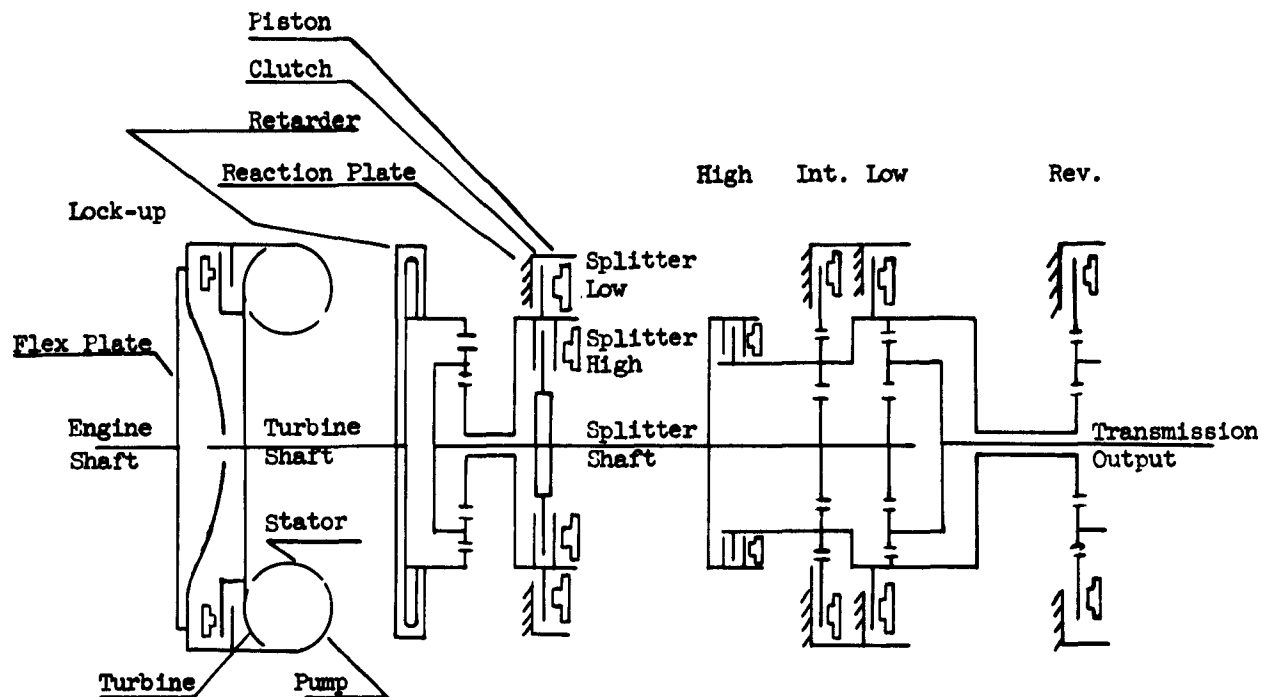 Piston
Clutch
Retarder
Reaction Plate
High Int. Low Rev.
Lock-up
Splitter
Low
Splitter
High
Flex Plate
Engine
Shaft
Turbine
Shaft
Splitter
Shaft
Transmission
Output
Stator
Turbine
Pump